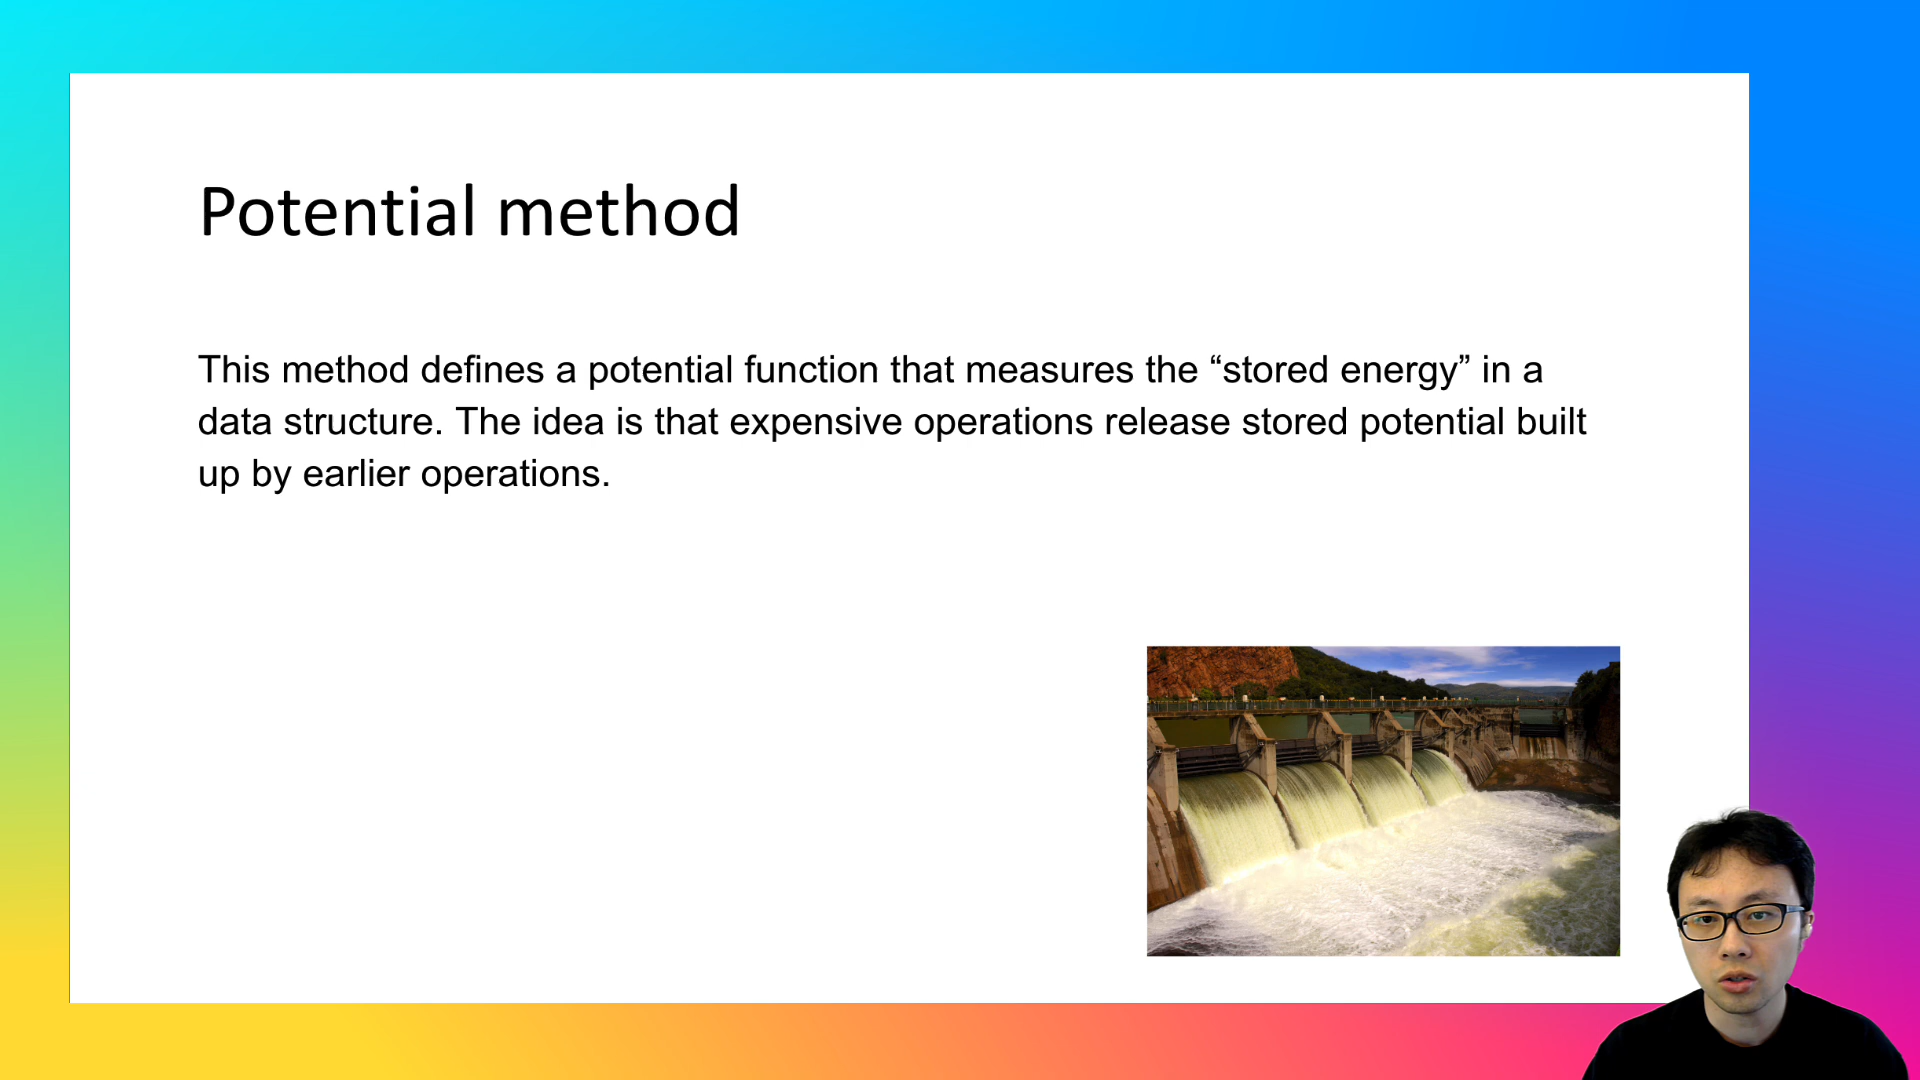 Potential method
This method defines a potential function that measures the “stored energy” in a
data structure. The idea is that expensive operations release stored potential built
up by earlier operations.